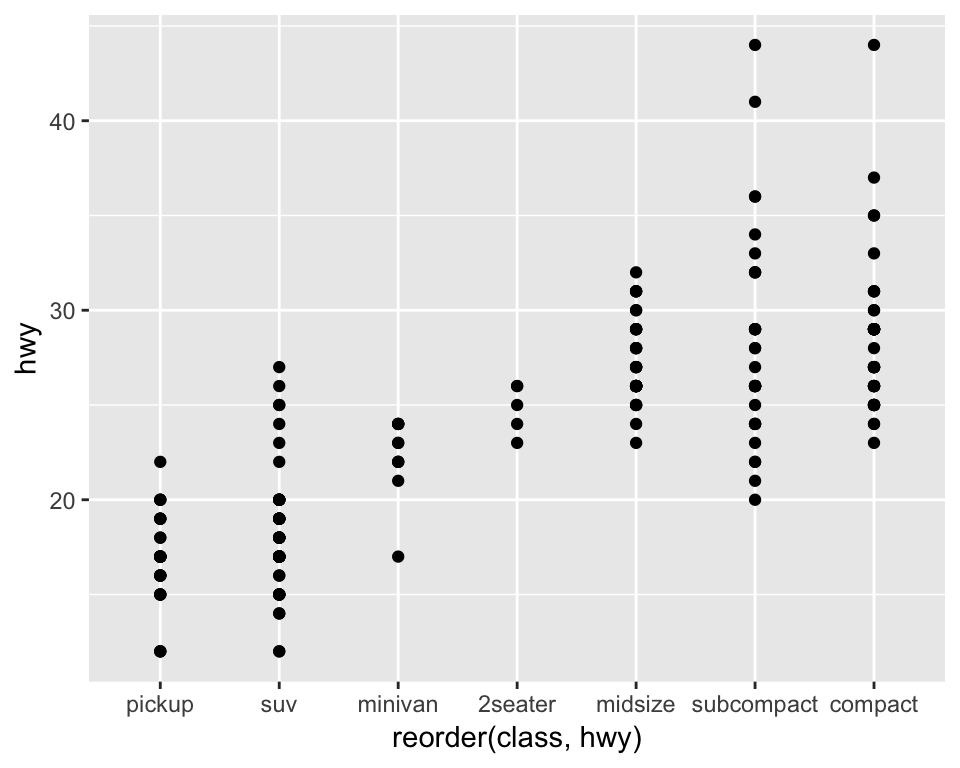 hwy
40
30
20
pickup suv minivan 2seater midsize subcompact compact
reorder(class, hwy)